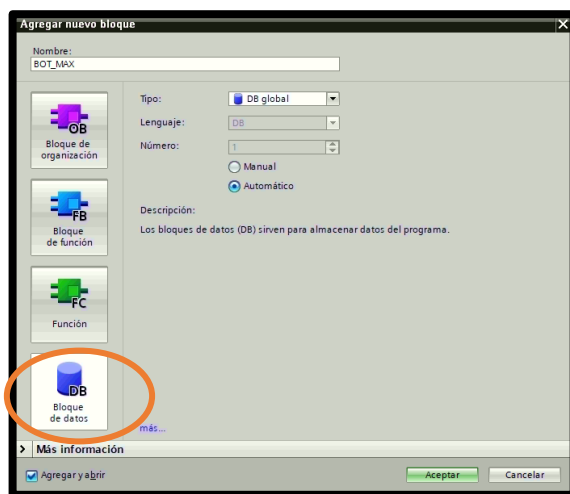 Agregar nuevo bloque
Nombre:
BOT_MAX
OB
Bloque de
organización
FB
Bloque
de función
FC
Función
DB
Bloque
de datos
Tipo:
DB global
Lenguaje:
DB
Número:
1
Manual
Automático
Descripción:
Los bloques de datos (DB) sirven para almacenar datos del programa.
más...
> Más información
Agregar y abrir
Aceptar
Cancelar